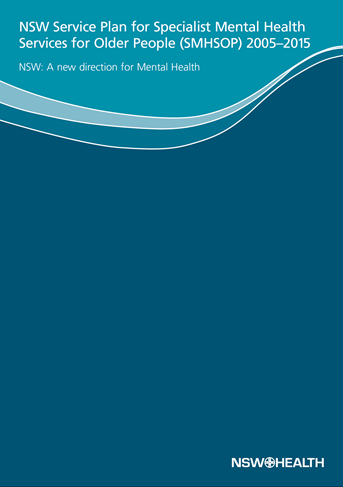 NSW Service Plan for Specialist Mental Health
Services for Older People (SMHSOP) 2005–2015
NSW: A new direction for Mental Health
NSW HEALTH